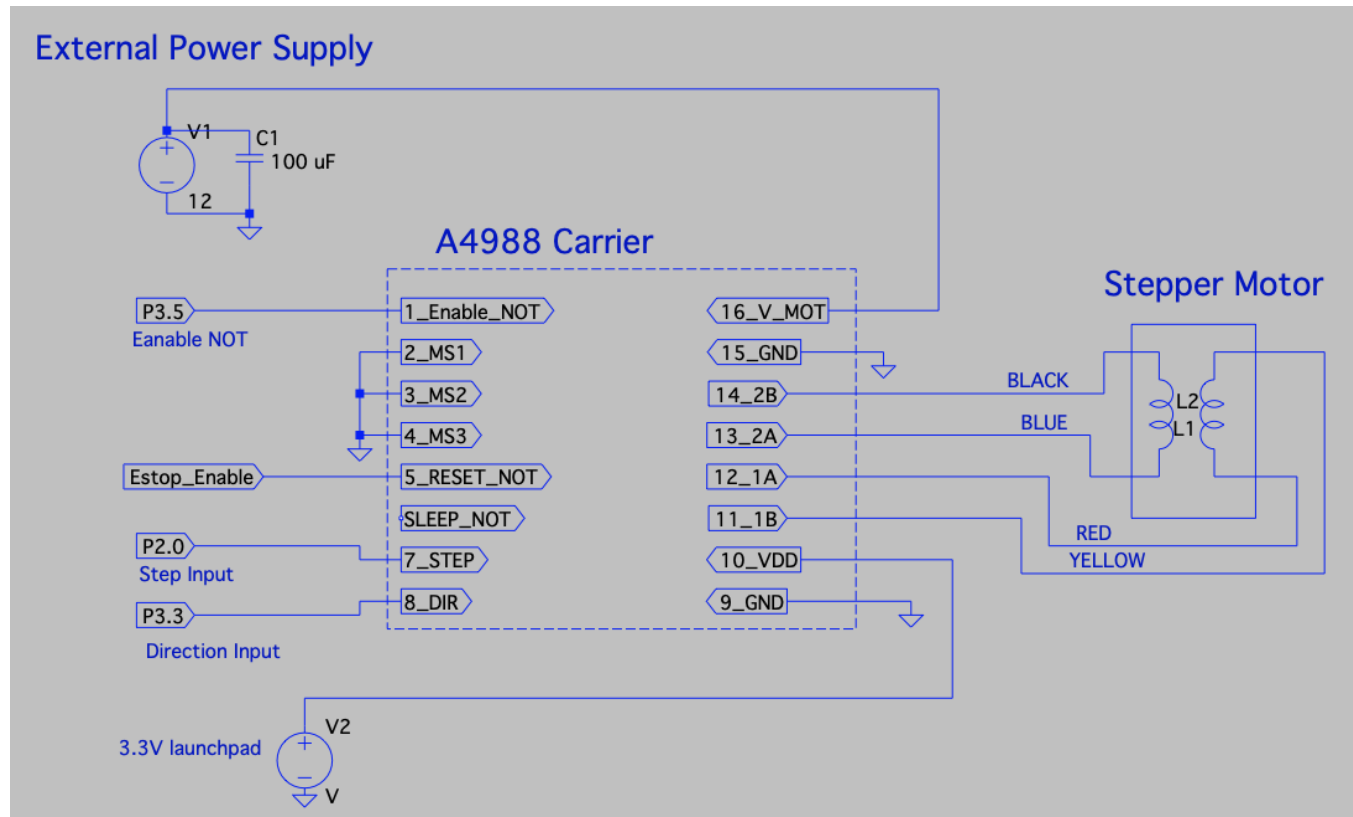 External Power Supply
V1
C1
100 uF
12
A4988 Carrier
Stepper Motor
P3.5
Eanable NOT
1_Enable_NOT
16_V_MOT
2_MS1
15_GND
3_MS2
14_2B
BLACK
L2
L1
4_MS3
13_2A
BLUE
Estop_Enable
5_RESET_NOT
12_1A
SLEEP_NOT
11_1B
RED
YELLOW
P2.0
Step Input
7_STEP
10_VDD
P3.3
Direction Input
8_DIR
9_GND
V2
3.3V launchpad
V